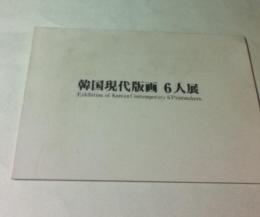 韓国現代版画 6人展
Exhibition of Korean Contemporary 6 Printmakers.